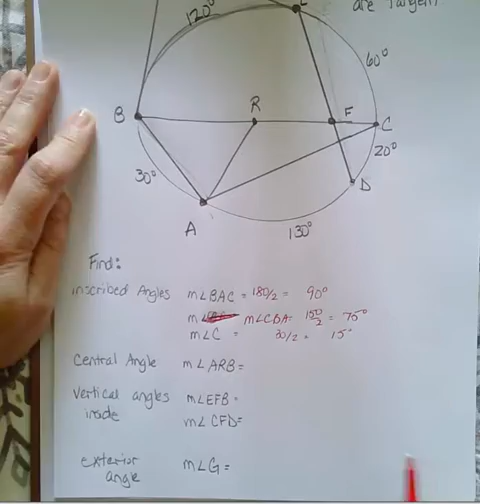 are Tangent
120°
E
60°
B
R
F
C
20°
30°
D
A
130°
Find:
inscribed Angles m∠BAC = 180/2 = 90°
m∠ m∠CBA = 150/2 = 75°
m∠C = 30/2 = 15°
Central Angle m∠ARB =
Vertical angles m∠EFB =
inside m∠CFD =
exterior m∠G =
angle